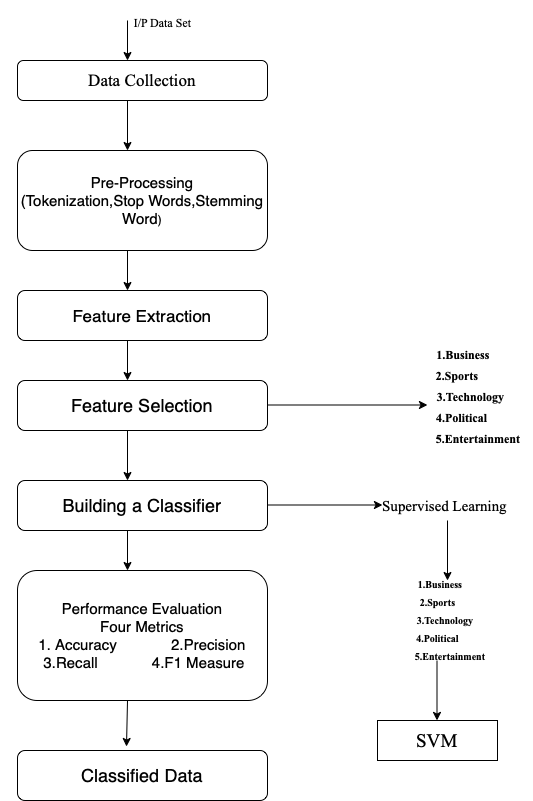 I/P Data Set
Data Collection
Pre-Processing
(Tokenization,Stop Words,Stemming
Word)
Feature Extraction
Feature Selection
1.Business
2.Sports
3.Technology
4.Political
5.Entertainment
Building a Classifier
Supervised Learning
1.Business
2.Sports
3.Technology
4.Political
5.Entertainment
SVM
Performance Evaluation
Four Metrics
1. Accuracy 2.Precision
3.Recall 4.F1 Measure
Classified Data